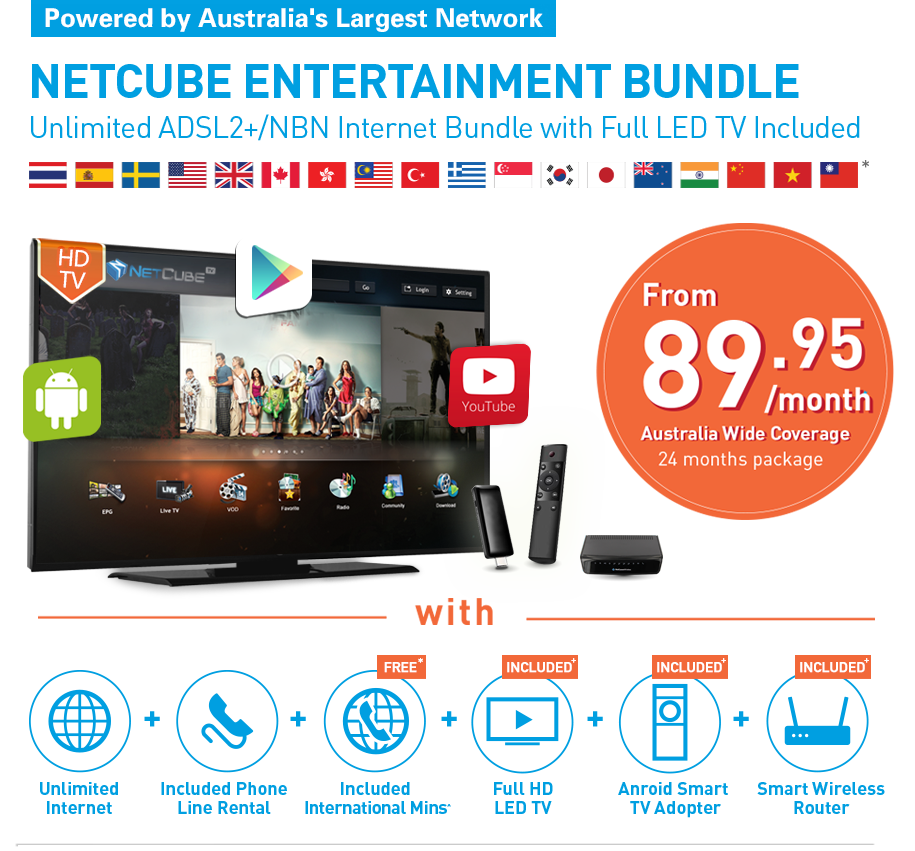 Powered by Australia's Largest Network
NETCUBE ENTERTAINMENT BUNDLE
Unlimited ADSL2+/NBN Internet Bundle with Full LED TV Included
*
HD
TV
NETCUBE TV
Go
Login
Setting
YouTube
EPG
Live TV
VOD
Favorite
Radio
Community
Download
LIVE
From
89.95
/month
Australia Wide Coverage
24 months package
with
FREE*
INCLUDED+
INCLUDED+
INCLUDED+
+
+
+
+
+
Unlimited
Internet
Included Phone
Line Rental
Included
International Mins*
Full HD
LED TV
Anroid Smart
TV Adopter
Smart Wireless
Router